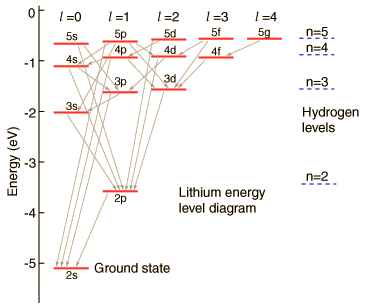 l=0 l=1 l=2 l=3 l=4
0
5s 5p 5d 5f 5g n=5
4s 4p 4d 4f n=4
-1
3p 3d n=3
3s
-2
Hydrogen
levels
Energy (eV)
-3
n=2
2p
Lithium energy
level diagram
-4
-5
2s
Ground state